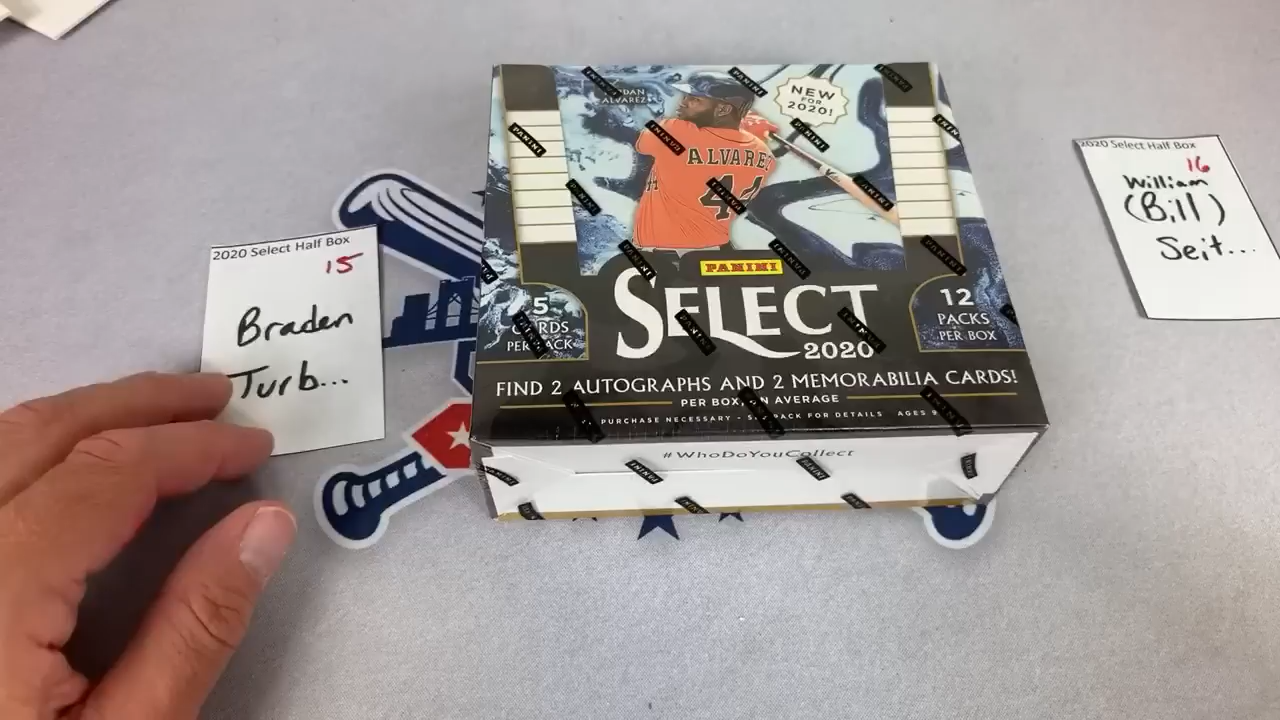 2020 Select Half Box
15
Braden
Turb...
ALVAREZ
NEW
FOR
2020!
ALVAREZ
44
PANINI
SELECT
2020
5
CARDS
PER PACK
12
PACKS
PER BOX
FIND 2 AUTOGRAPHS AND 2 MEMORABILIA CARDS!
PER BOX, ON AVERAGE
PURCHASE NECESSARY - SEE PACK FOR DETAILS AGES 9
#WhoDoYouCollect
2020 Select Half Box
16
William
(Bill)
Seit...